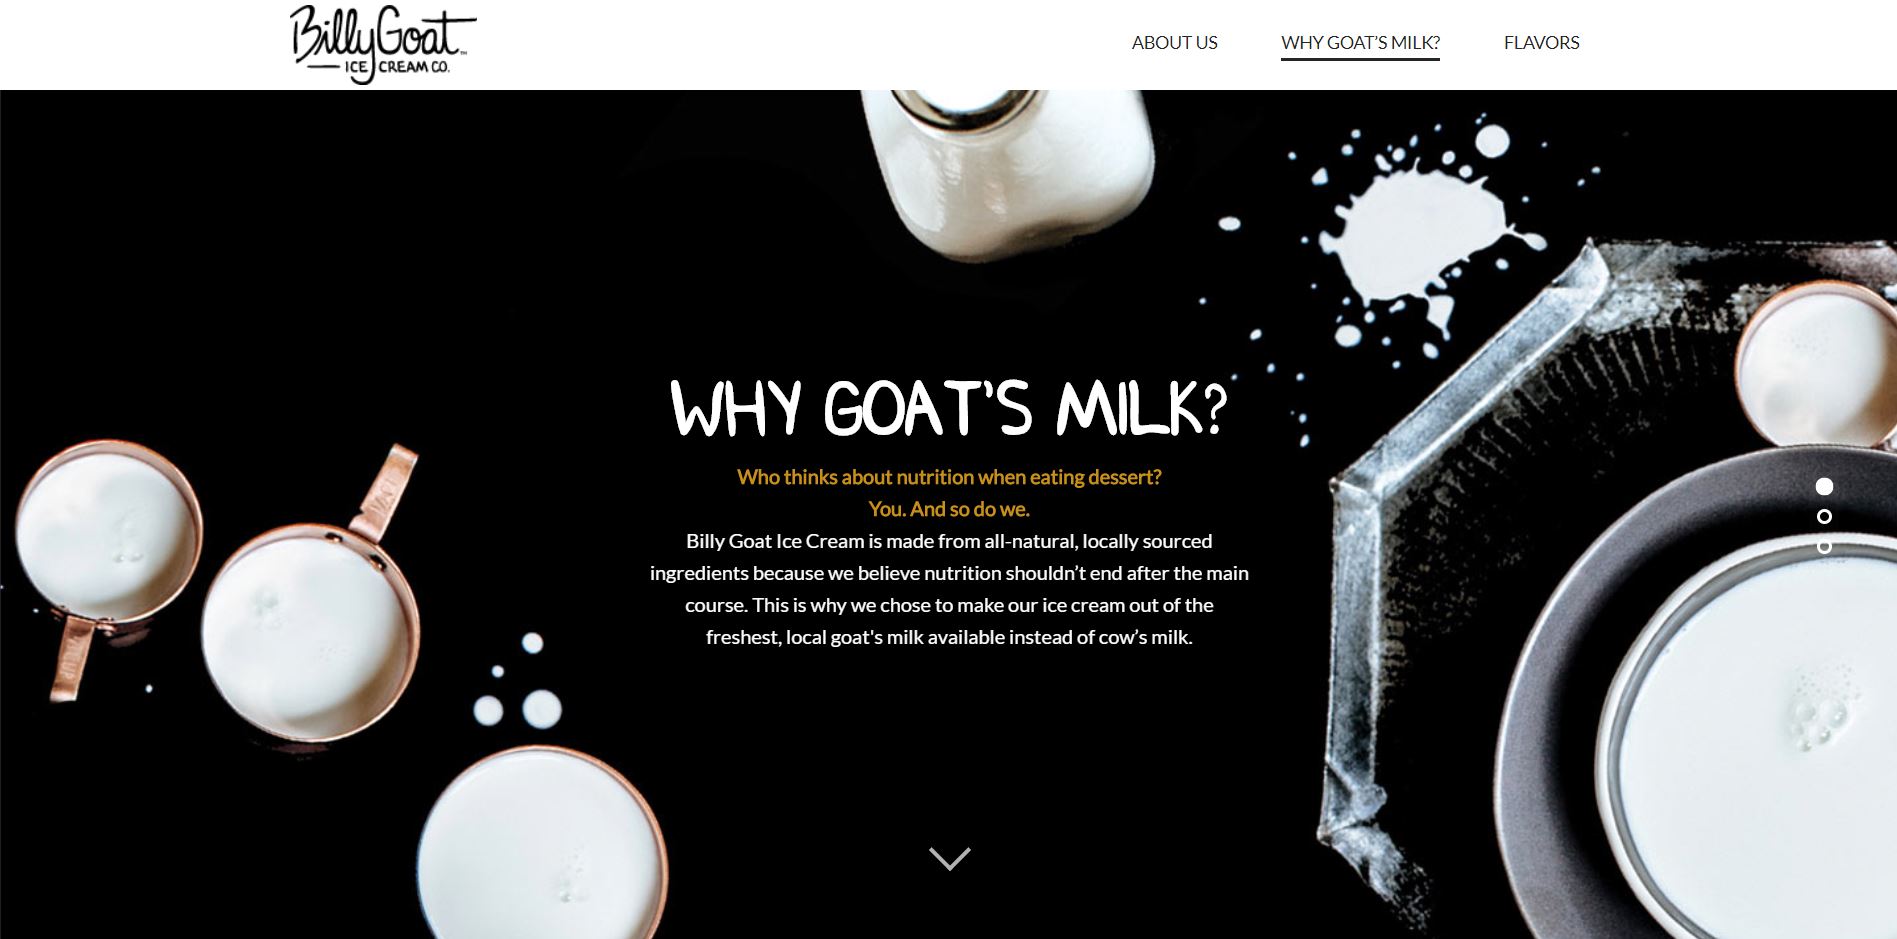 Billy Goat
ICE CREAM CO.
ABOUT US
WHY GOAT’S MILK?
FLAVORS
WHY GOAT'S MILK?
Who thinks about nutrition when eating dessert?
You. And so do we.
Billy Goat Ice Cream is made from all-natural, locally sourced
ingredients because we believe nutrition shouldn’t end after the main
course. This is why we chose to make our ice cream out of the
freshest, local goat's milk available instead of cow’s milk.